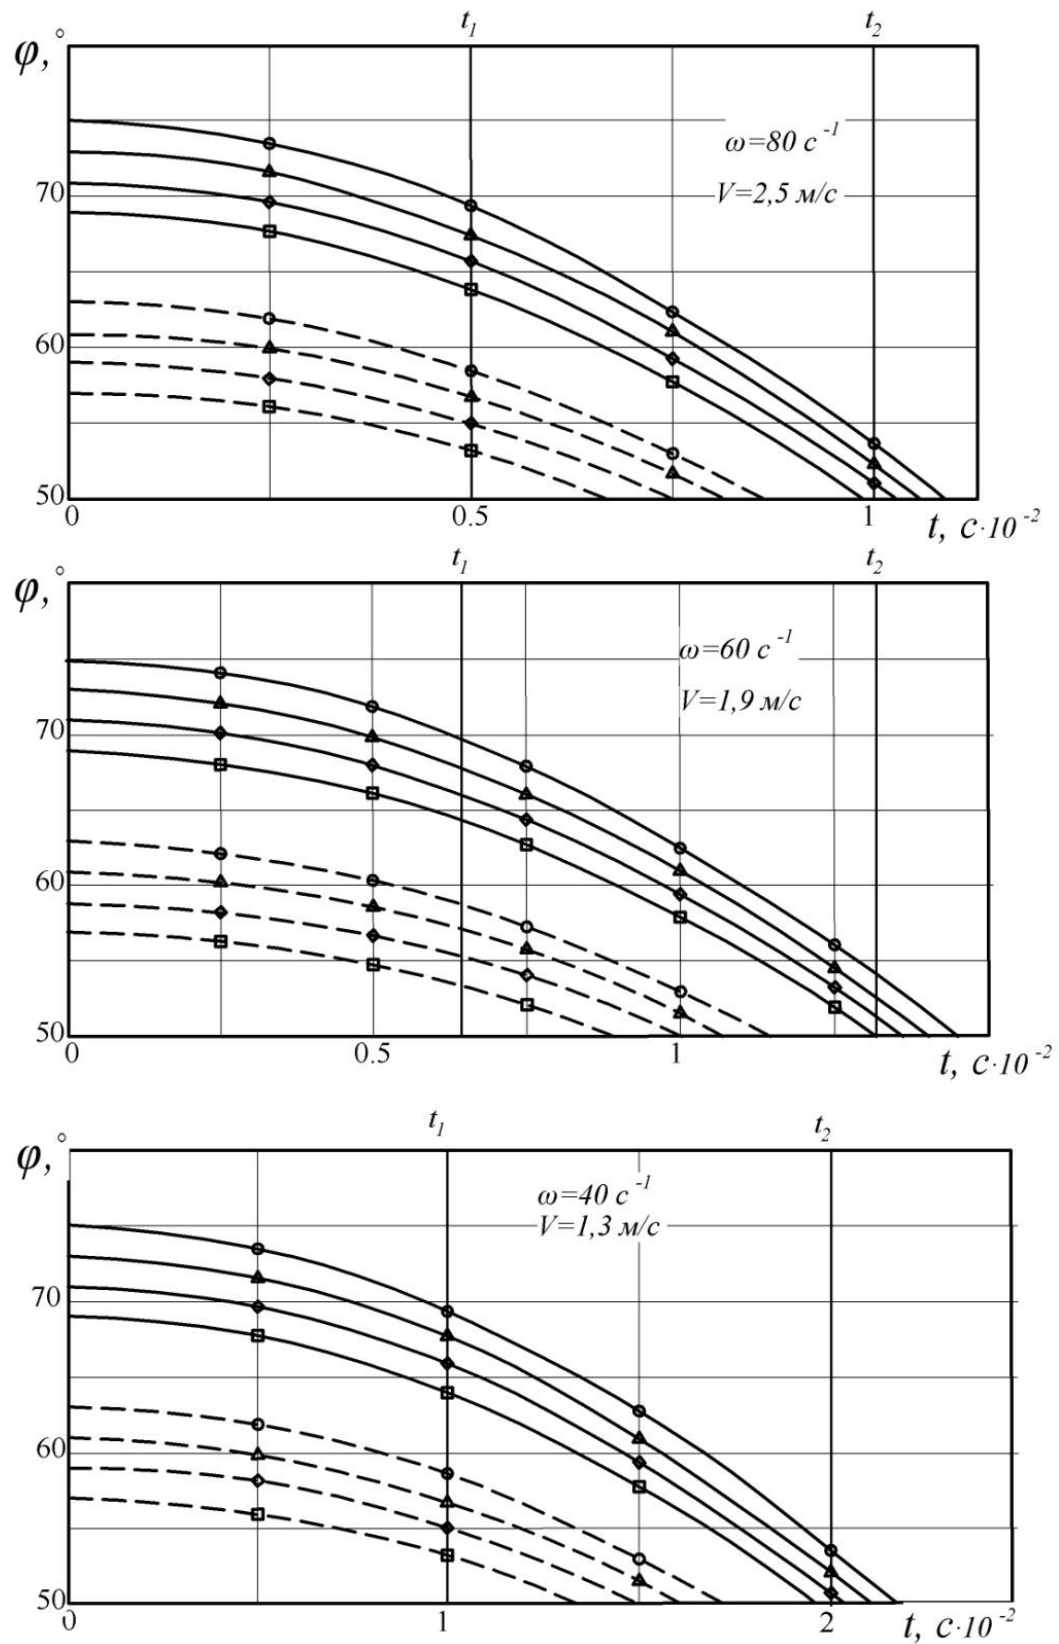 t₁ t₂
φ, °
ω=80 с⁻¹
70
V=2,5 м/с
60
50
0 0.5 1 t, с·10⁻²
t₁ t₂
φ, °
ω=60 с⁻¹
70
V=1,9 м/с
60
50
0 0.5 1 t, с·10⁻²
t₁ t₂
φ, °
ω=40 с⁻¹
V=1,3 м/с
70
60
50
0 1 2 t, с·10⁻²